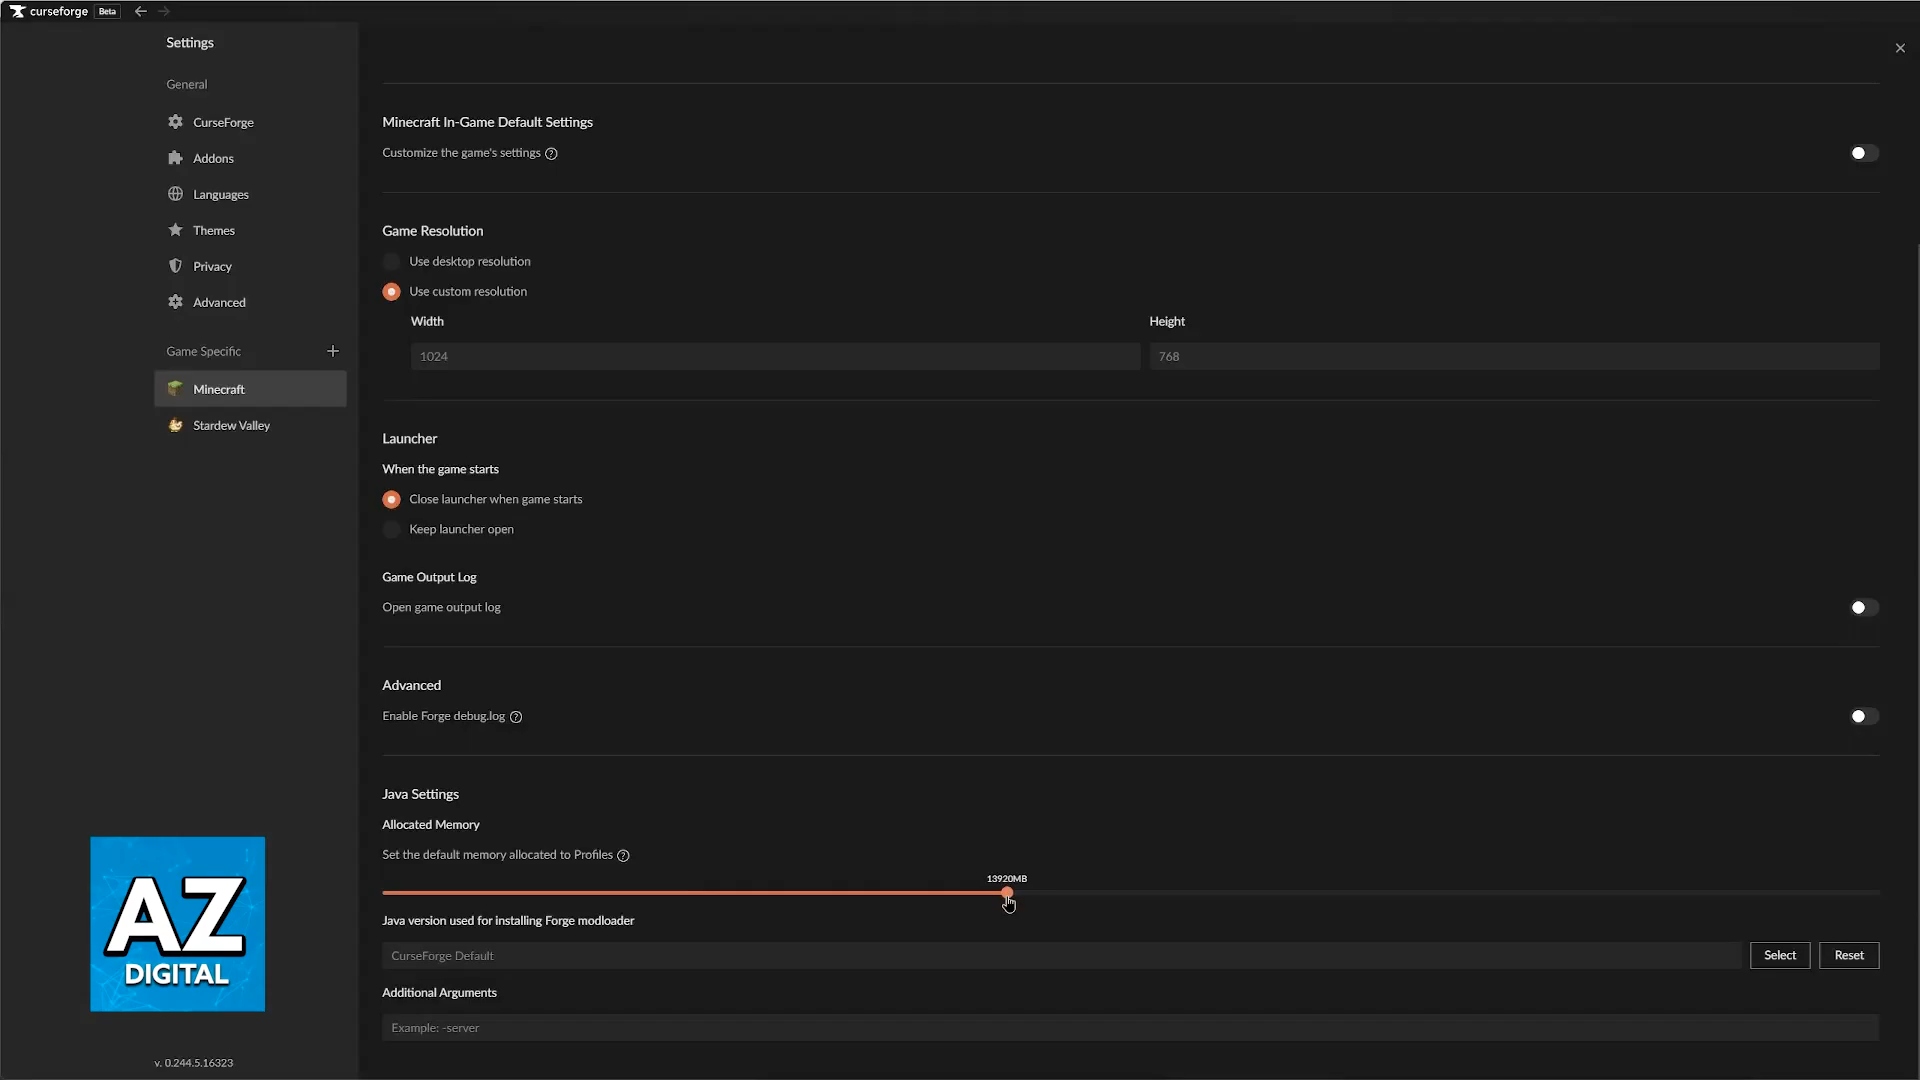 curseforge Beta
Settings
General
CurseForge
Addons
Languages
Themes
Privacy
Advanced
Game Specific
Minecraft
Stardew Valley
AZ
DIGITAL
v. 0.244.5.16323
Minecraft In-Game Default Settings
Customize the game's settings
Game Resolution
Use desktop resolution
Use custom resolution
Width Height
1024 768
Launcher
When the game starts
Close launcher when game starts
Keep launcher open
Game Output Log
Open game output log
Advanced
Enable Forge debug.log
Java Settings
Allocated Memory
Set the default memory allocated to Profiles
13920MB
Java version used for installing Forge modloader
CurseForge Default Select Reset
Additional Arguments
Example: -server